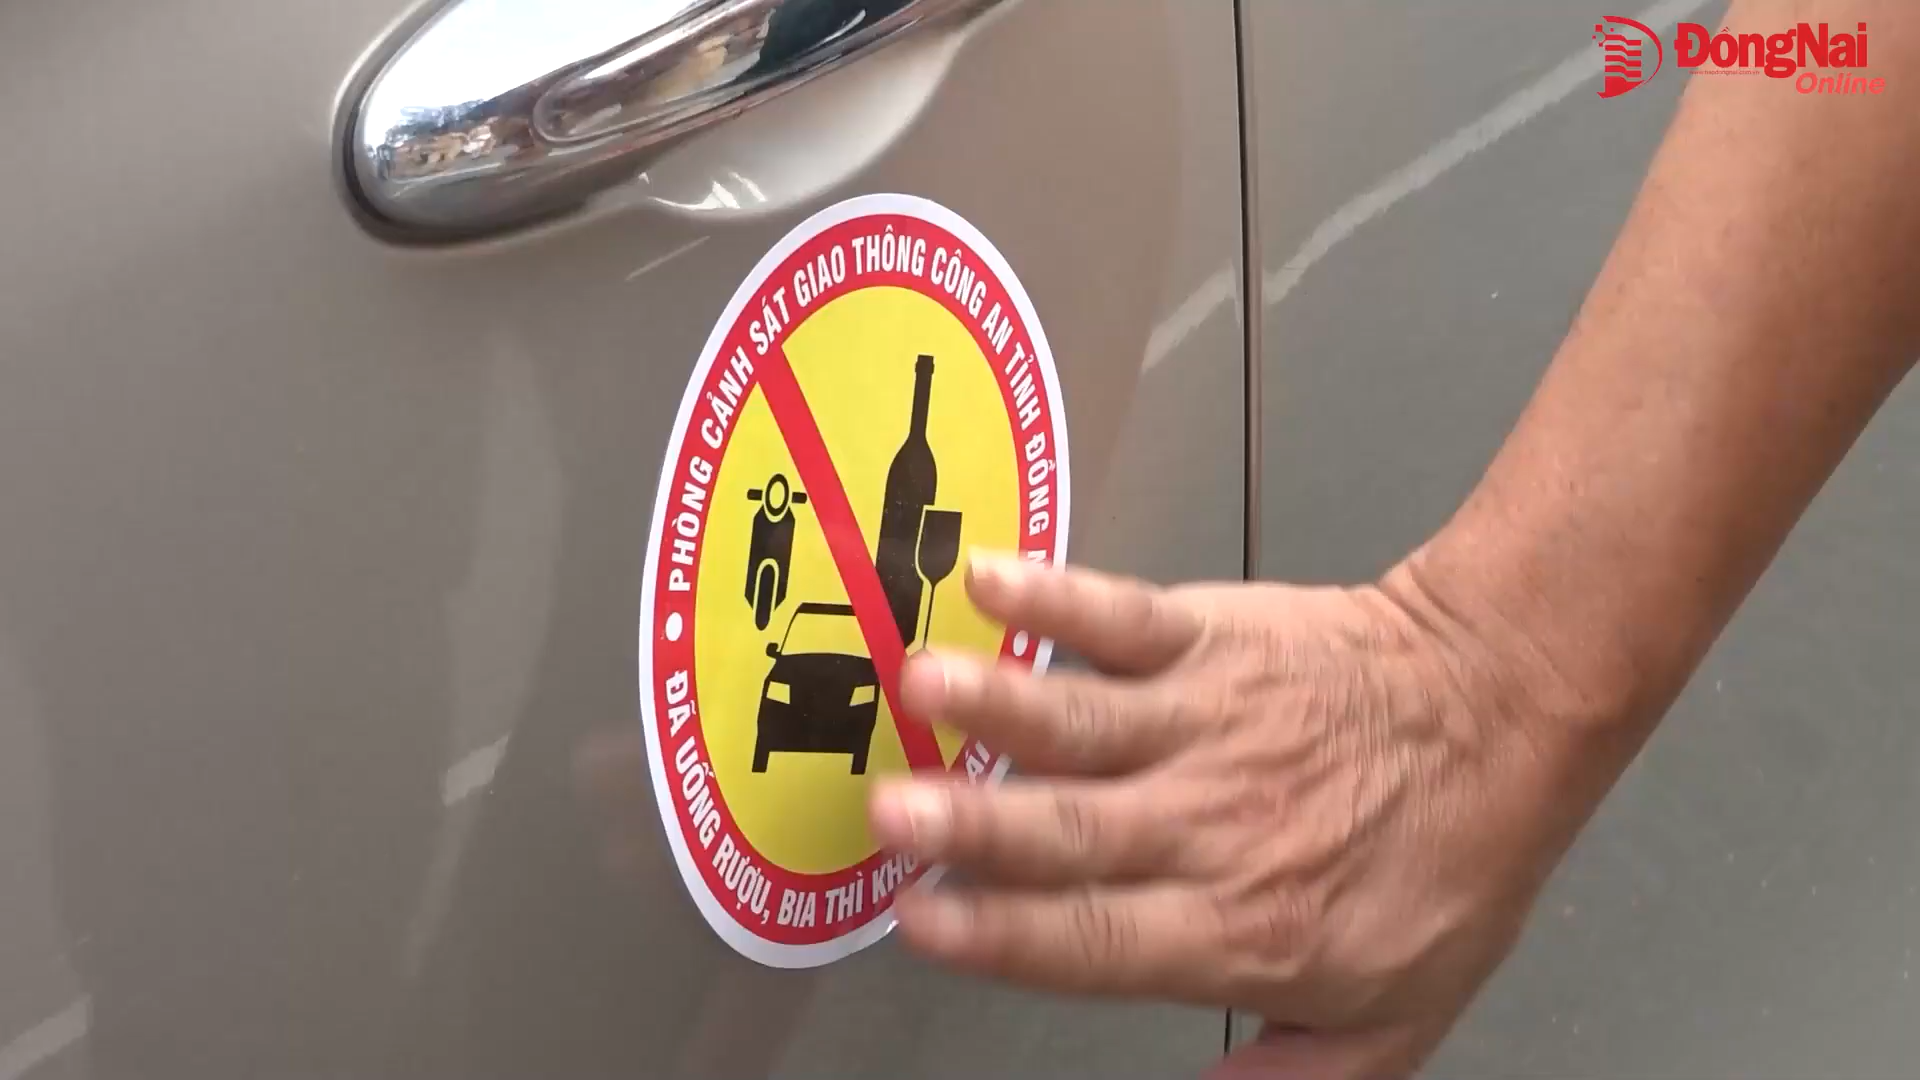 ĐồngNai
Online
PHÒNG CẢNH SÁT GIAO THÔNG CÔNG AN TỈNH ĐỒNG
ĐÃ UỐNG RƯỢU, BIA THÌ